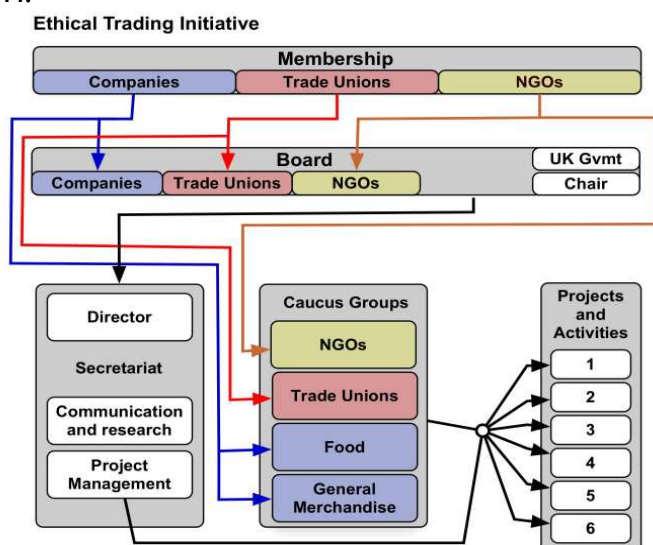 Ethical Trading Initiative
Membership
Companies
Trade Unions
NGOs
Board
UK Gvmt
Companies
Trade Unions
NGOs
Chair
Director
Secretariat
Communication
and research
Project
Management
Caucus Groups
NGOs
Trade Unions
Food
General
Merchandise
Projects
and
Activities
1
2
3
4
5
6